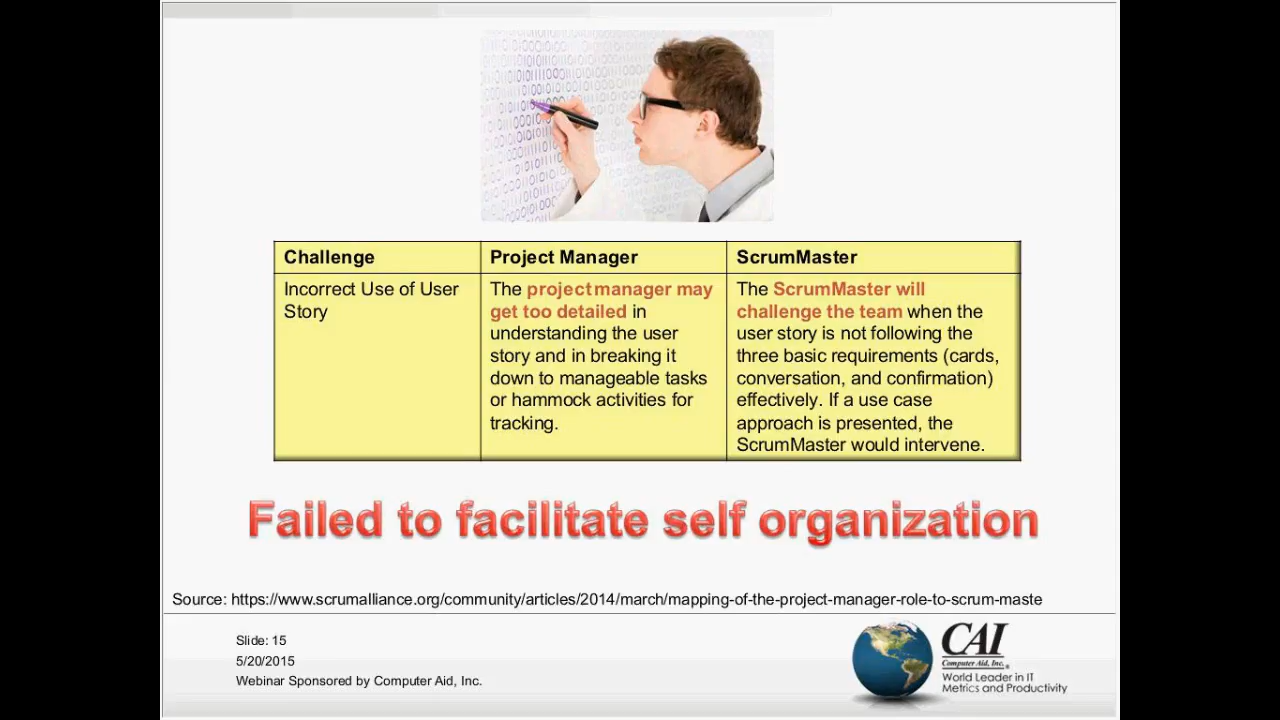 Challenge
Project Manager
ScrumMaster
Incorrect Use of User
Story
The project manager may
get too detailed in
understanding the user
story and in breaking it
down to manageable tasks
or hammock activities for
tracking.
The ScrumMaster will
challenge the team when the
user story is not following the
three basic requirements (cards,
conversation, and confirmation)
effectively. If a use case
approach is presented, the
ScrumMaster would intervene.
Failed to facilitate self organization
Source: https://www.scrumalliance.org/community/articles/2014/march/mapping-of-the-project-manager-role-to-scrum-maste
Slide: 15
5/20/2015
Webinar Sponsored by Computer Aid, Inc.
CAI
Computer Aid, Inc.
World Leader in IT
Metrics and Productivity